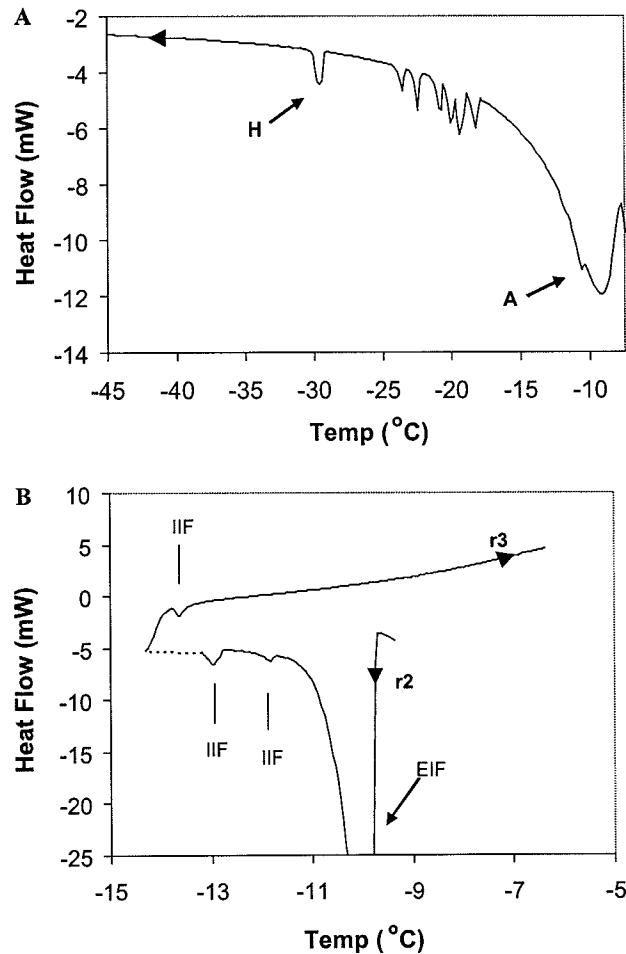 A
Heat Flow (mW)
-2
-4
-6
-8
-10
-12
-14
H
A
-45 -40 -35 -30 -25 -20 -15 -10
Temp (°C)
B
Heat Flow (mW)
10
5
0
-5
-10
-15
-20
-25
IIF
r3
r2
IIF
IIF
EIF
-15 -13 -11 -9 -7 -5
Temp (°C)